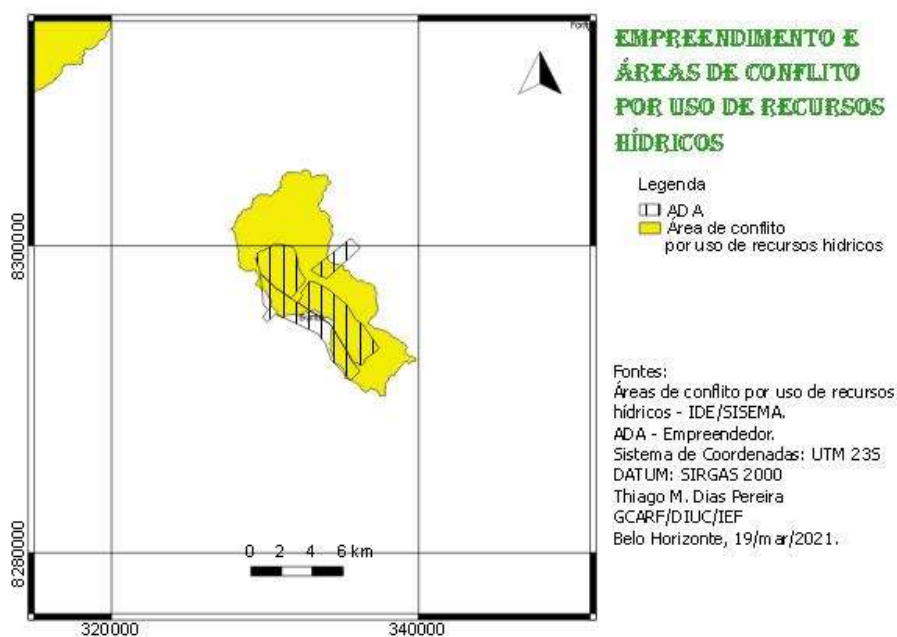 EMPREENDIMENTO E
ÁREAS DE CONFLITO
POR USO DE RECURSOS
HÍDRICOS
Legenda
ADA
Área de conflito
por uso de recursos hidricos
8300000
8280000
0 2 4 6 km
320000
340000
Fontes:
Áreas de conflito por uso de recursos
hídricos - IDE/SISEMA.
ADA - Empreendedor.
Sistema de Coordenadas: UTM 23S
DATUM: SIRGAS 2000
Thiago M. Dias Pereira
GCARF/DIUC/IEF
Belo Horizonte, 19/mar/2021.